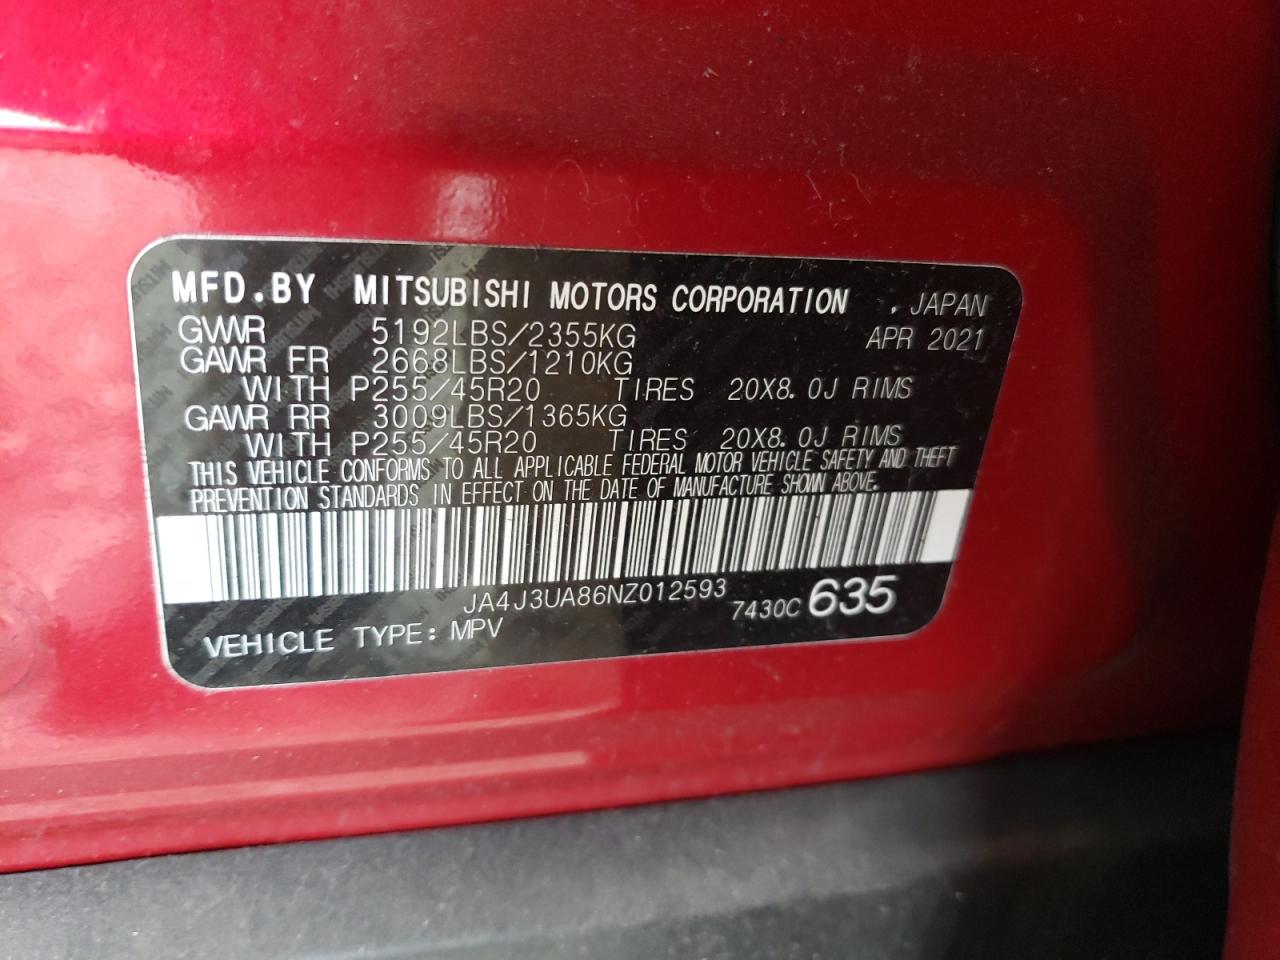 MFD.BY MITSUBISHI MOTORS CORPORATION , JAPAN
GVWR 5192LBS/2355KG APR 2021
GAWR FR 2668LBS/1210KG
WITH P255/45R20 TIRES 20X8.0J RIMS
GAWR RR 3009LBS/1365KG
WITH P255/45R20 TIRES 20X8.0J RIMS
THIS VEHICLE CONFORMS TO ALL APPLICABLE FEDERAL MOTOR VEHICLE SAFETY AND THEFT
PREVENTION STANDARDS IN EFFECT ON THE DATE OF MANUFACTURE SHOWN ABOVE.
JA4J3UA86NZ012593 7430C 635
VEHICLE TYPE: MPV